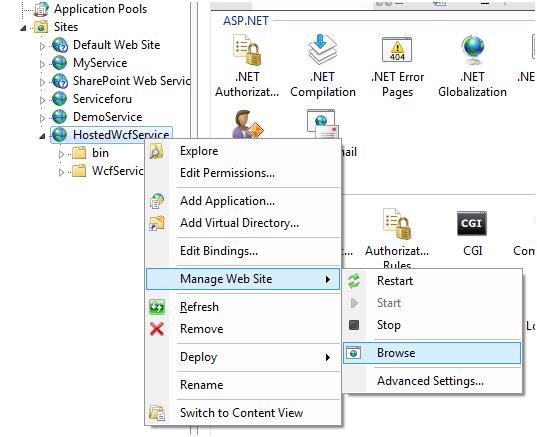 Application Pools
Sites
Default Web Site
MyService
SharePoint Web Servic
Serviceforu
DemoService
HostedWcfService
bin
WcfServic
ASP.NET
.NET
Authorizat...
.NET
Compilation
.NET Error
Pages
.NET
Globalization
404
.NE
mail
Authorizat...
Rules
CGI
CGI
Com
Lo
Explore
Edit Permissions...
Add Application...
Add Virtual Directory...
Edit Bindings...
Manage Web Site
Refresh
Remove
Deploy
Rename
Switch to Content View
Restart
Start
Stop
Browse
Advanced Settings...